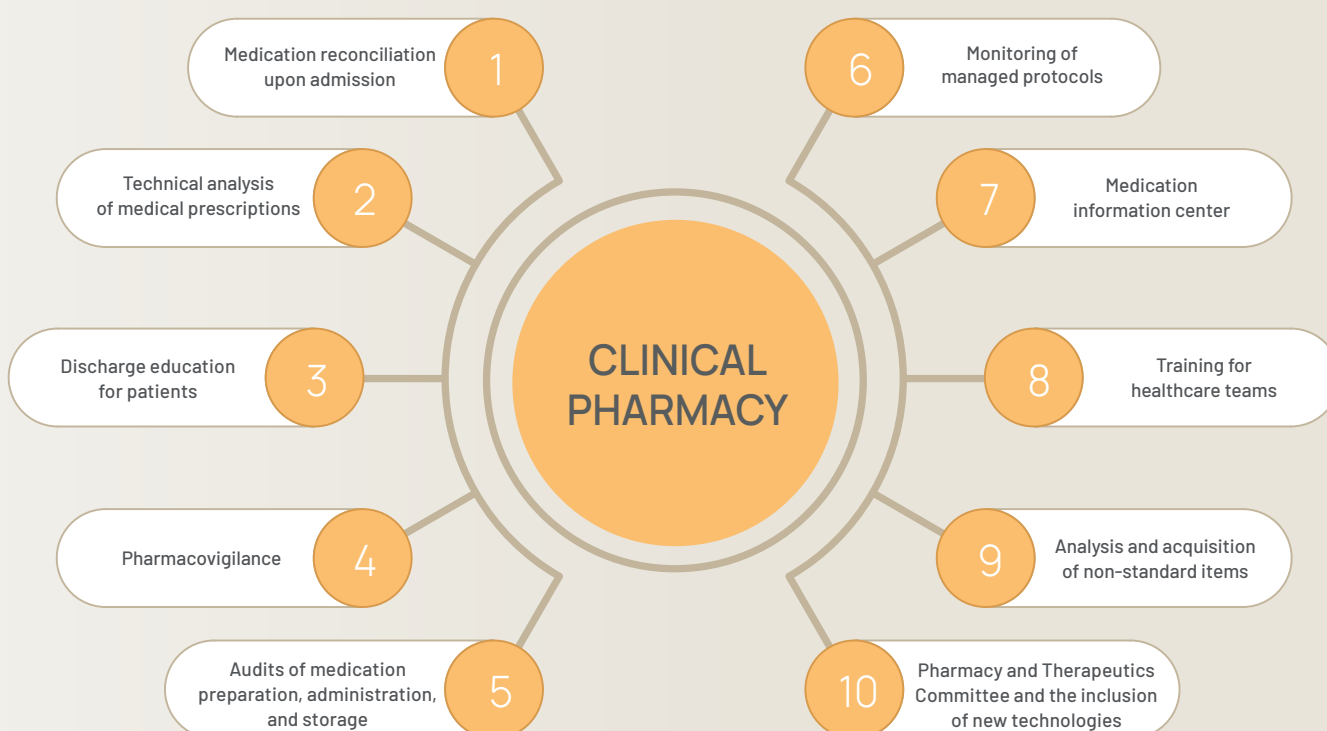 1
Medication reconciliation
upon admission
2
Technical analysis
of medical prescriptions
3
Discharge education
for patients
4
Pharmacovigilance
5
Audits of medication
preparation, administration,
and storage
CLINICAL
PHARMACY
6
Monitoring of
managed protocols
7
Medication
information center
8
Training for
healthcare teams
9
Analysis and acquisition
of non-standard items
10
Pharmacy and Therapeutics
Committee and the inclusion
of new technologies